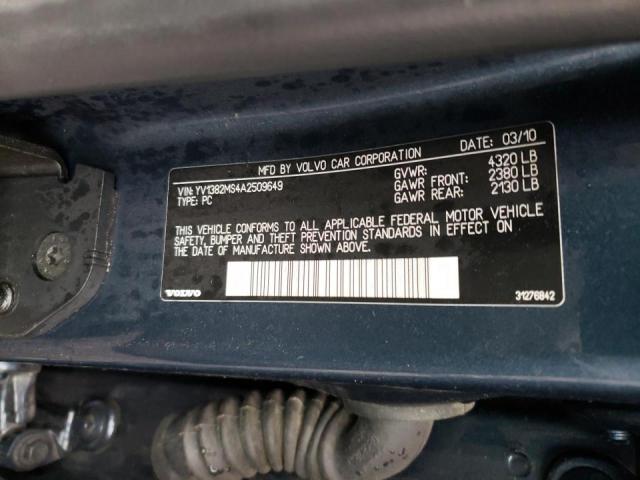 MFD BY VOLVO CAR CORPORATION
DATE: 03/10
VIN: YV1382MS4A2509649
TYPE: PC
GVWR: 4320 LB
GAWR FRONT: 2380 LB
GAWR REAR: 2130 LB
THIS VEHICLE CONFORMS TO ALL APPLICABLE FEDERAL MOTOR VEHICLE
SAFETY, BUMPER AND THEFT PREVENTION STANDARDS IN EFFECT ON
THE DATE OF MANUFACTURE SHOWN ABOVE.
VOLVO
31276842